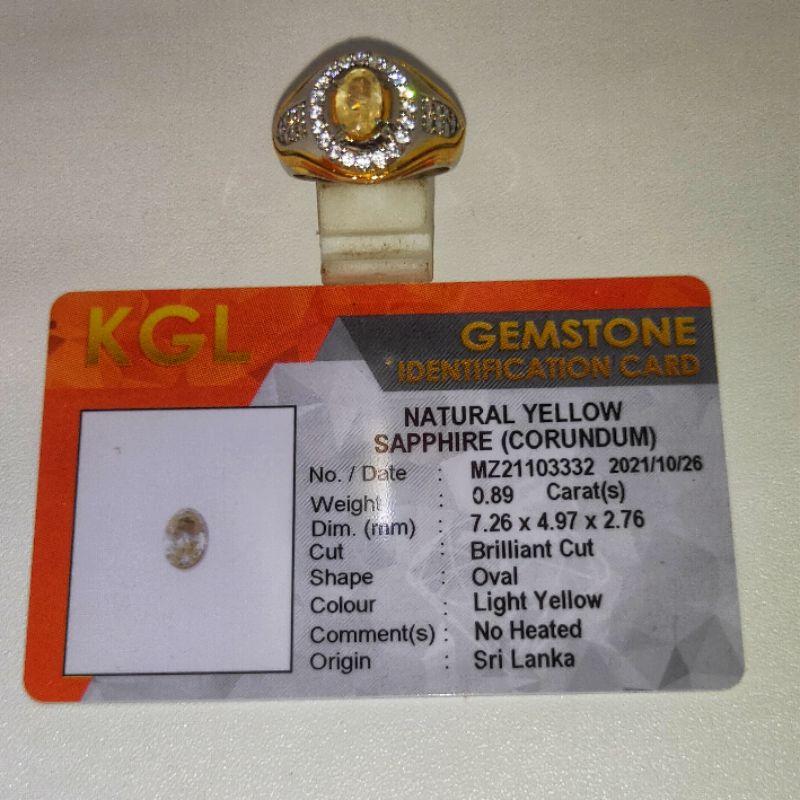 KGL
GEMSTONE
IDENTIFICATION CARD
NATURAL YELLOW
SAPPHIRE (CORUNDUM)
No. / Date : MZ21103332 2021/10/26
Weight : 0.89 Carat(s)
Dim. (mm) : 7.26 x 4.97 x 2.76
Cut : Brilliant Cut
Shape : Oval
Colour : Light Yellow
Comment(s) : No Heated
Origin : Sri Lanka